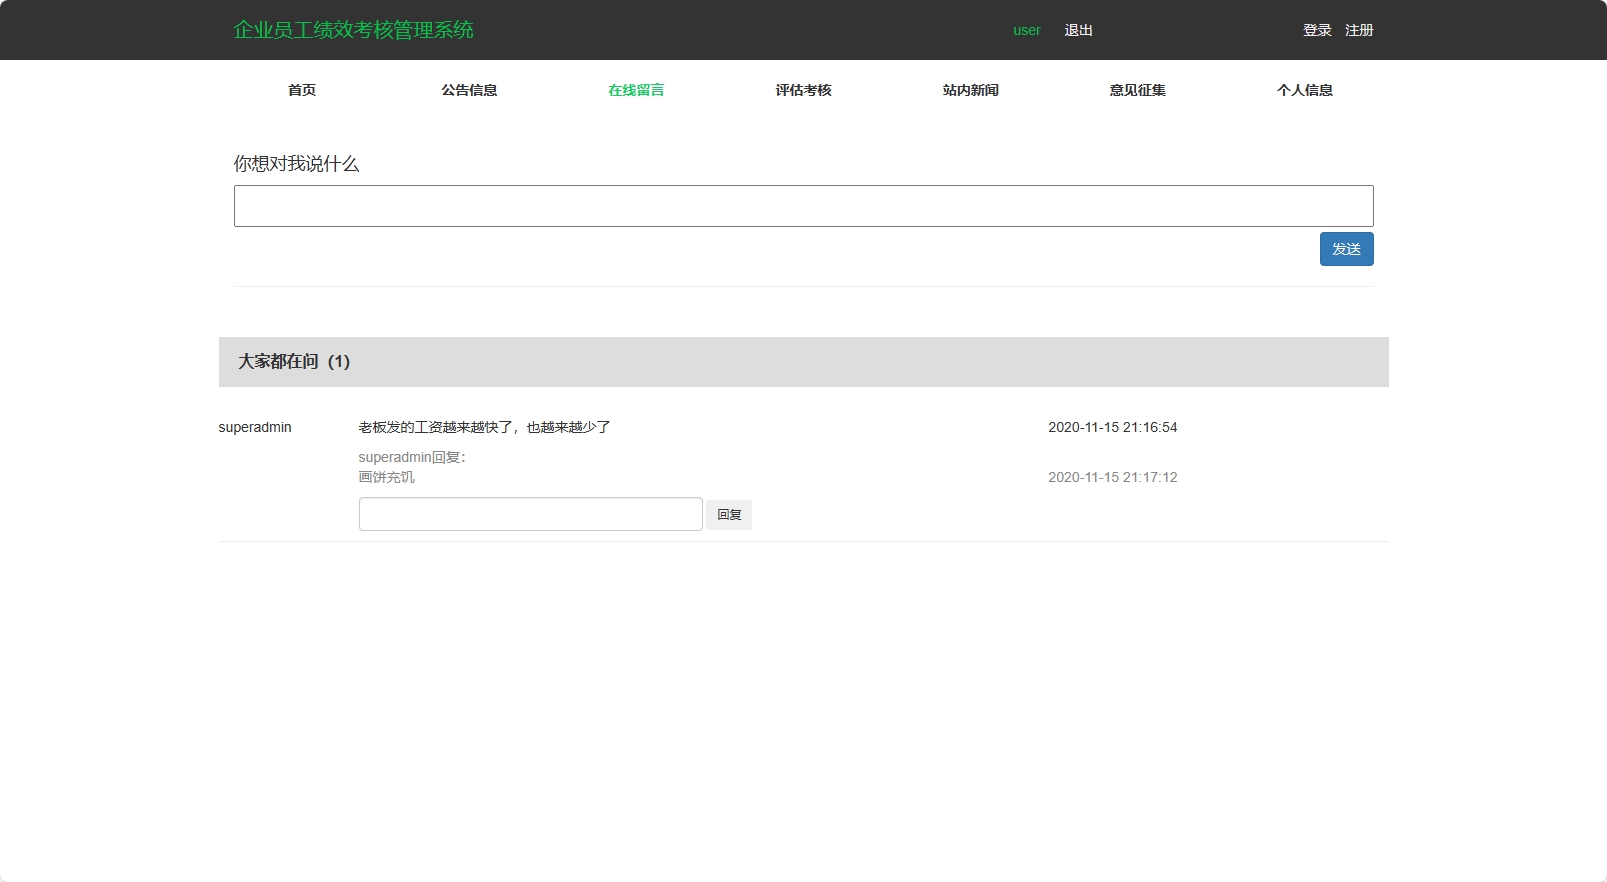 企业员工绩效考核管理系统 user 退出 登录 注册
首页 公告信息 在线留言 评估考核 站内新闻 意见征集 个人信息
你想对我说什么
发送
大家都在问（1）
superadmin 老板发的工资越来越快了，也越来越少了 2020-11-15 21:16:54
superadmin回复：
画饼充饥 2020-11-15 21:17:12
回复